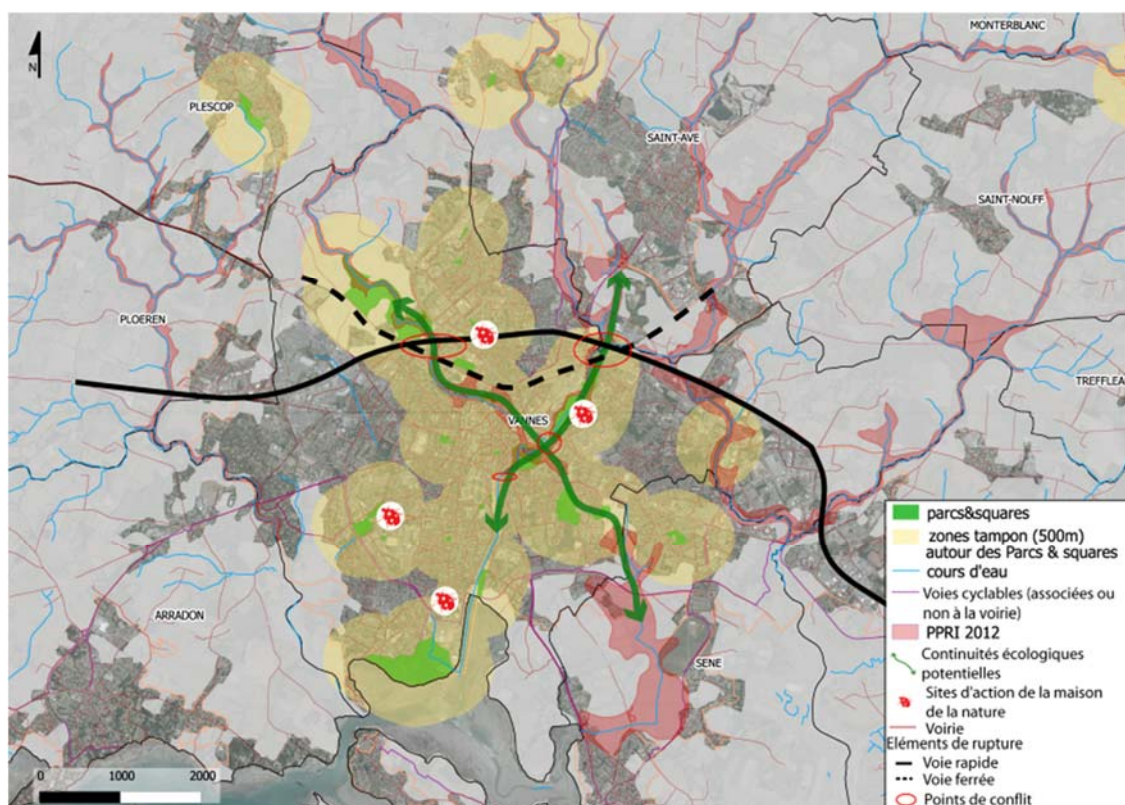 MONTERBLANC
N
PLESCOP
SAINT-AVE
SAINT-NOLFF
PLOEREN
TREFFLEA
VANNES
ARRADON
SENE
parcs&squares
zones tampon (500m)
autour des Parcs & squares
cours d'eau
Voies cyclables (associées ou
non à la voirie)
PPRI 2012
Continuités écologiques
potentielles
Sites d'action de la maison
de la nature
Voirie
Eléments de rupture
Voie rapide
Voie ferrée
Points de conflit
0 1000 2000